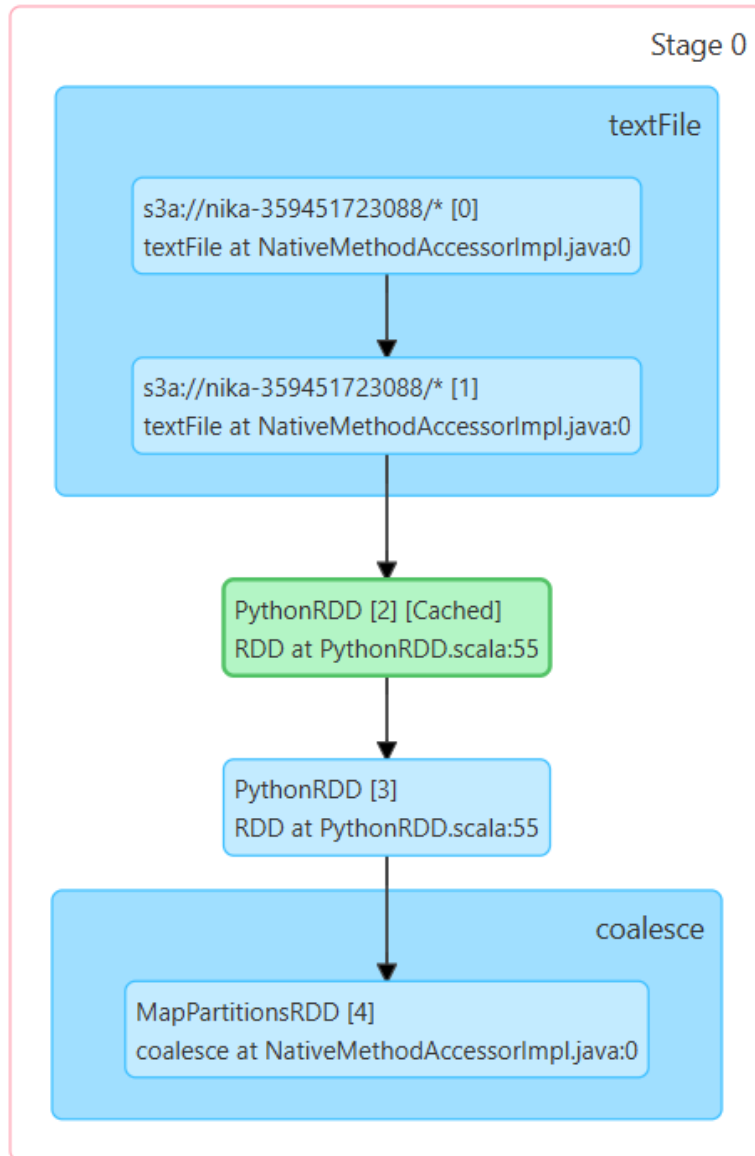 Stage 0
textFile
s3a://nika-359451723088/* [0]
textFile at NativeMethodAccessorImpl.java:0
s3a://nika-359451723088/* [1]
textFile at NativeMethodAccessorImpl.java:0
PythonRDD [2] [Cached]
RDD at PythonRDD.scala:55
PythonRDD [3]
RDD at PythonRDD.scala:55
coalesce
MapPartitionsRDD [4]
coalesce at NativeMethodAccessorImpl.java:0